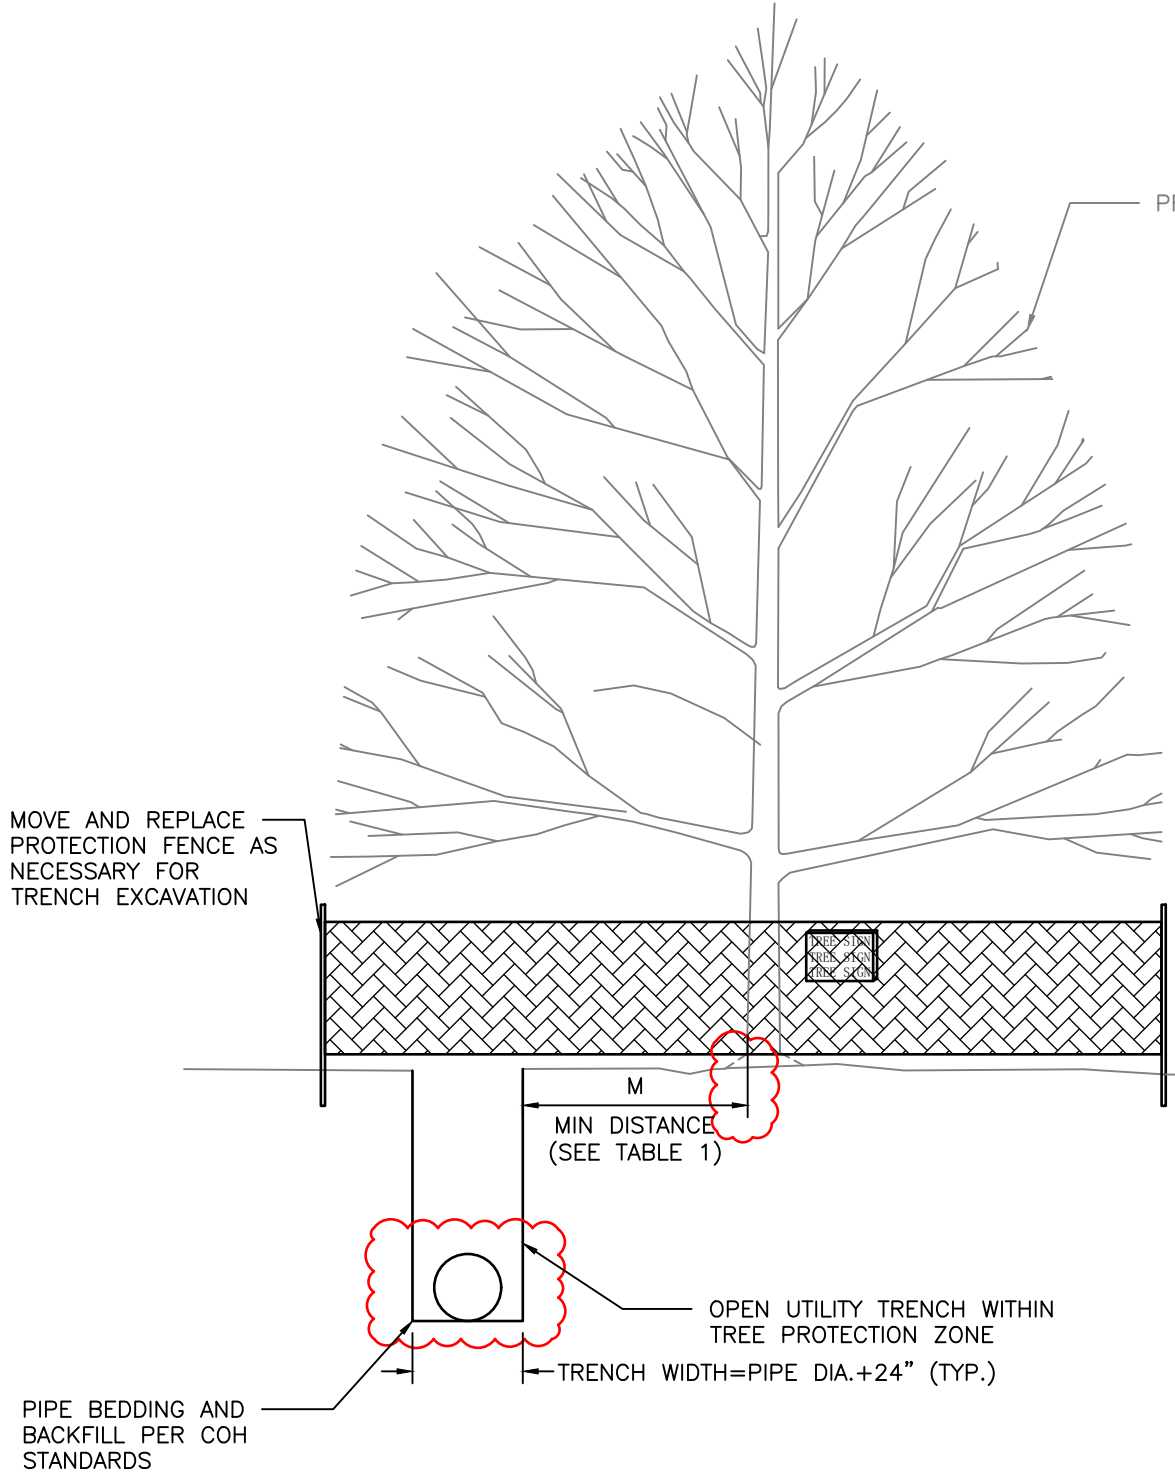 MOVE AND REPLACE
PROTECTION FENCE AS
NECESSARY FOR
TRENCH EXCAVATION
TREE SIGN
TREE SIGN
TREE SIGN
M
MIN DISTANCE
(SEE TABLE 1)
OPEN UTILITY TRENCH WITHIN
TREE PROTECTION ZONE
TRENCH WIDTH=PIPE DIA.+24" (TYP.)
PIPE BEDDING AND
BACKFILL PER COH
STANDARDS